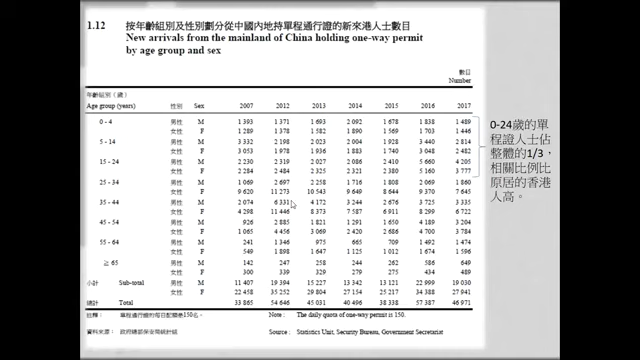 1.12 按年齡組別及性別劃分從中國內地持單程通行證的新來港人士數目
New arrivals from the mainland of China holding one-way permit
by age group and sex
數目
Number
年齡組別(歲)
Age group (years) 性別 Sex 2007 2012 2013 2014 2015 2016 2017
0 - 4 男性 M 1 393 1 371 1 693 2 092 1 678 1 838 1 489
女性 F 1 289 1 378 1 582 1 890 1 569 1 703 1 446
5 - 14 男性 M 3 332 2 198 2 023 2 004 1 928 3 440 2 814
女性 F 3 053 1 978 1 936 1 883 1 740 3 048 2 482
15 - 24 男性 M 2 230 2 319 2 027 2 086 2 410 5 660 4 205
女性 F 2 284 2 484 2 325 2 321 2 380 5 160 3 777
25 - 34 男性 M 1 069 2 697 2 258 1 716 1 808 2 069 1 860
女性 F 9 620 11 273 10 543 9 649 8 644 9 370 7 645
35 - 44 男性 M 2 074 6 331 4 172 3 244 2 676 3 725 3 335
女性 F 4 298 11 446 8 373 7 587 6 911 8 299 6 722
45 - 54 男性 M 926 2 885 1 821 1 291 1 650 4 189 3 204
女性 F 1 065 4 456 3 069 2 420 2 686 4 700 3 784
55 - 64 男性 M 241 1 346 975 665 709 1 492 1 474
女性 F 549 1 898 1 647 1 125 1 012 1 674 1 596
≥ 65 男性 M 142 247 258 244 262 586 649
女性 F 300 339 329 279 275 434 489
小計 Sub-total 男性 M 11 407 19 394 15 227 13 342 13 121 22 999 19 030
女性 F 22 458 35 252 29 804 27 154 25 217 34 388 27 941
總計 Total 33 865 54 646 45 031 40 496 38 338 57 387 46 971
註釋: 單程通行證的每日配額是150名。 Note : The daily quota of one-way permit is 150.
資料來源: 政府總部保安局統計組 Source : Statistics Unit, Security Bureau, Government Secretariat
0-24歲的單
程證人士佔
整體的1/3,
相關比例比
原居的香港
人高。